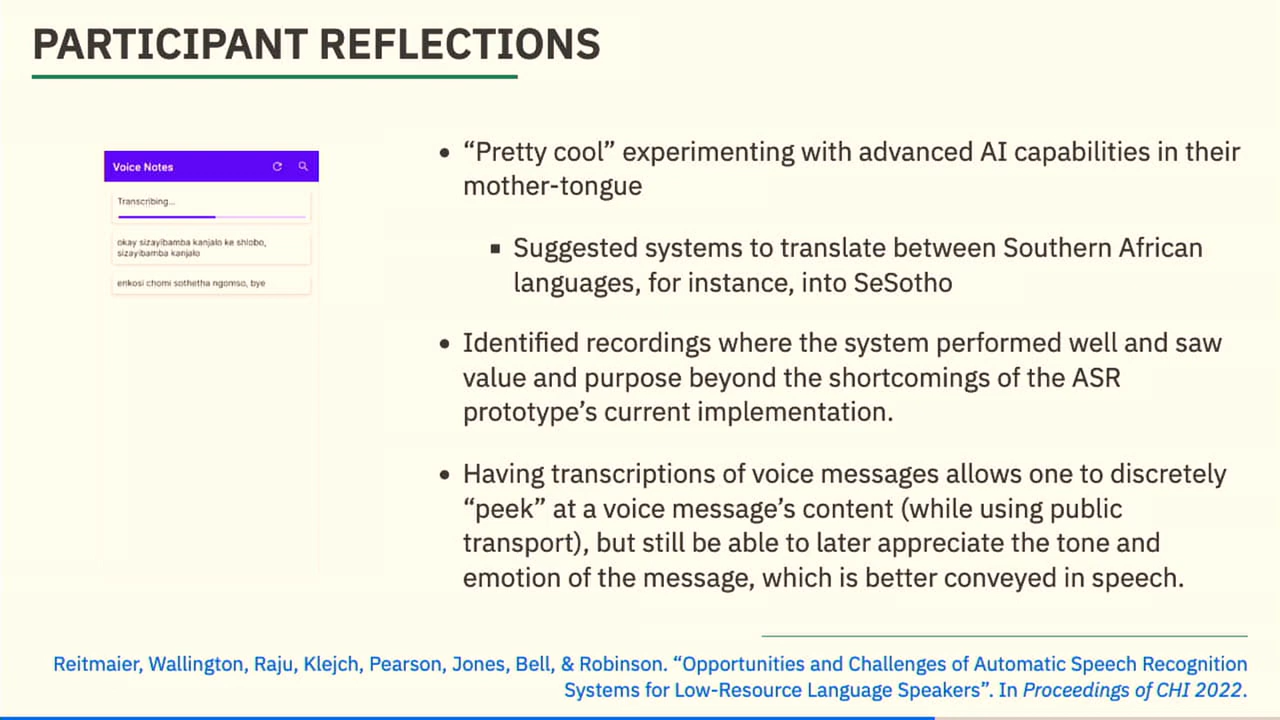 PARTICIPANT REFLECTIONS
Voice Notes
Transcribing...
okay sizayibamba kanjalo ke shlobo,
sizayibamba kanjalo
enkosi chomi sothetha ngomso, bye
• “Pretty cool” experimenting with advanced AI capabilities in their
mother-tongue
▪ Suggested systems to translate between Southern African
languages, for instance, into SeSotho
• Identified recordings where the system performed well and saw
value and purpose beyond the shortcomings of the ASR
prototype’s current implementation.
• Having transcriptions of voice messages allows one to discretely
“peek” at a voice message’s content (while using public
transport), but still be able to later appreciate the tone and
emotion of the message, which is better conveyed in speech.
Reitmaier, Wallington, Raju, Klejch, Pearson, Jones, Bell, & Robinson. “Opportunities and Challenges of Automatic Speech Recognition
Systems for Low-Resource Language Speakers”. In Proceedings of CHI 2022.